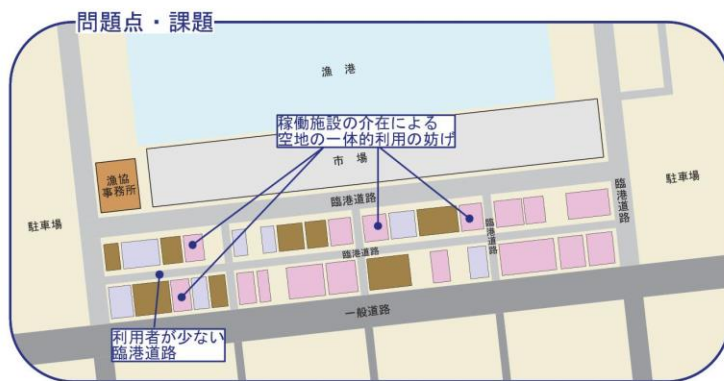 問題点・課題
漁 港
稼働施設の介在による
空地の一体的利用の妨げ
市 場
漁協
事務所
駐車場
臨港道路
臨港道路
駐車場
臨港道路
臨港道路
一般道路
利用者が少ない
臨港道路